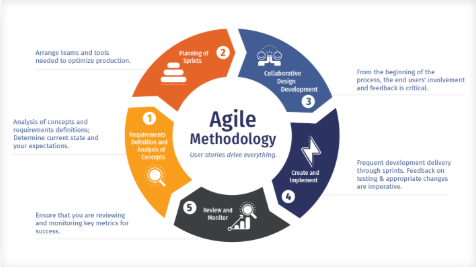 Agile
Methodology
User stories drive everything.
1
Requirements
Definition and
Analysis of
Concepts
Analysis of concepts and
requirements definitions;
Determine current state and
your expectations.
2
Planning of
Sprints
Arrange teams and tools
needed to optimize production.
Collaborative
Design
Development
3
From the beginning of the
process, the end users' involvement
and feedback is critical.
Create and
Implement
4
Frequent development delivery
through sprints. Feedback on
testing & appropriate changes
are imperative.
5
Review and
Monitor
Ensure that you are reviewing
and monitoring key metrics for
success.